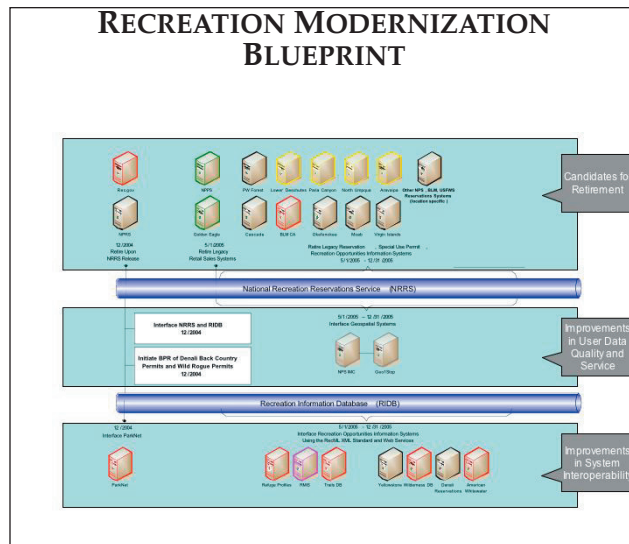 RECREATION MODERNIZATION
BLUEPRINT
NPFS
PW Forest
Lower Deschutes
Paria Canyon
North Umpqua
Aravaipa
Other NPS , BLM, USFWS
Reservations Systems
(location specific )
Candidates for
Retirement
NPRS
Golden Eagle
Cascade
BLM CA
Moab
Virgin Islands
12 /2004
Retire Upon
NRRS Release
5/1 /2005
Retire Legacy
Retail Sales Systems
Retire Legacy Reservation , Special Use Permit ,
Recreation Opportunities Information Systems
5/1 /2005 – 12 /31 /2005
National Recreation Reservations Service (NRRS)
Interface NRRS and RIDB
12 /2004
Initiate BPR of Denali Back Country
Permits and Wild Rogue Permits
12 /2004
5/1 /2005 – 12 /31 /2005
Interface Geospatial Systems
NPS IMC
Geo1Stop
Improvements
in User Data
Quality and
Service
Recreation Information Database (RIDB)
12 /2004
Interface ParkNet
5/1 /2005 – 12 /31 /2005
Interface Recreation Opportunities Information Systems
Using the RecML XML Standard and Web Services
ParkNet
Refuge Profiles
RMIS
Trails DB
Yellowstone
Wilderness DB
Denali
Reservations
American
Whitewater
Improvements
in System
Interoperability